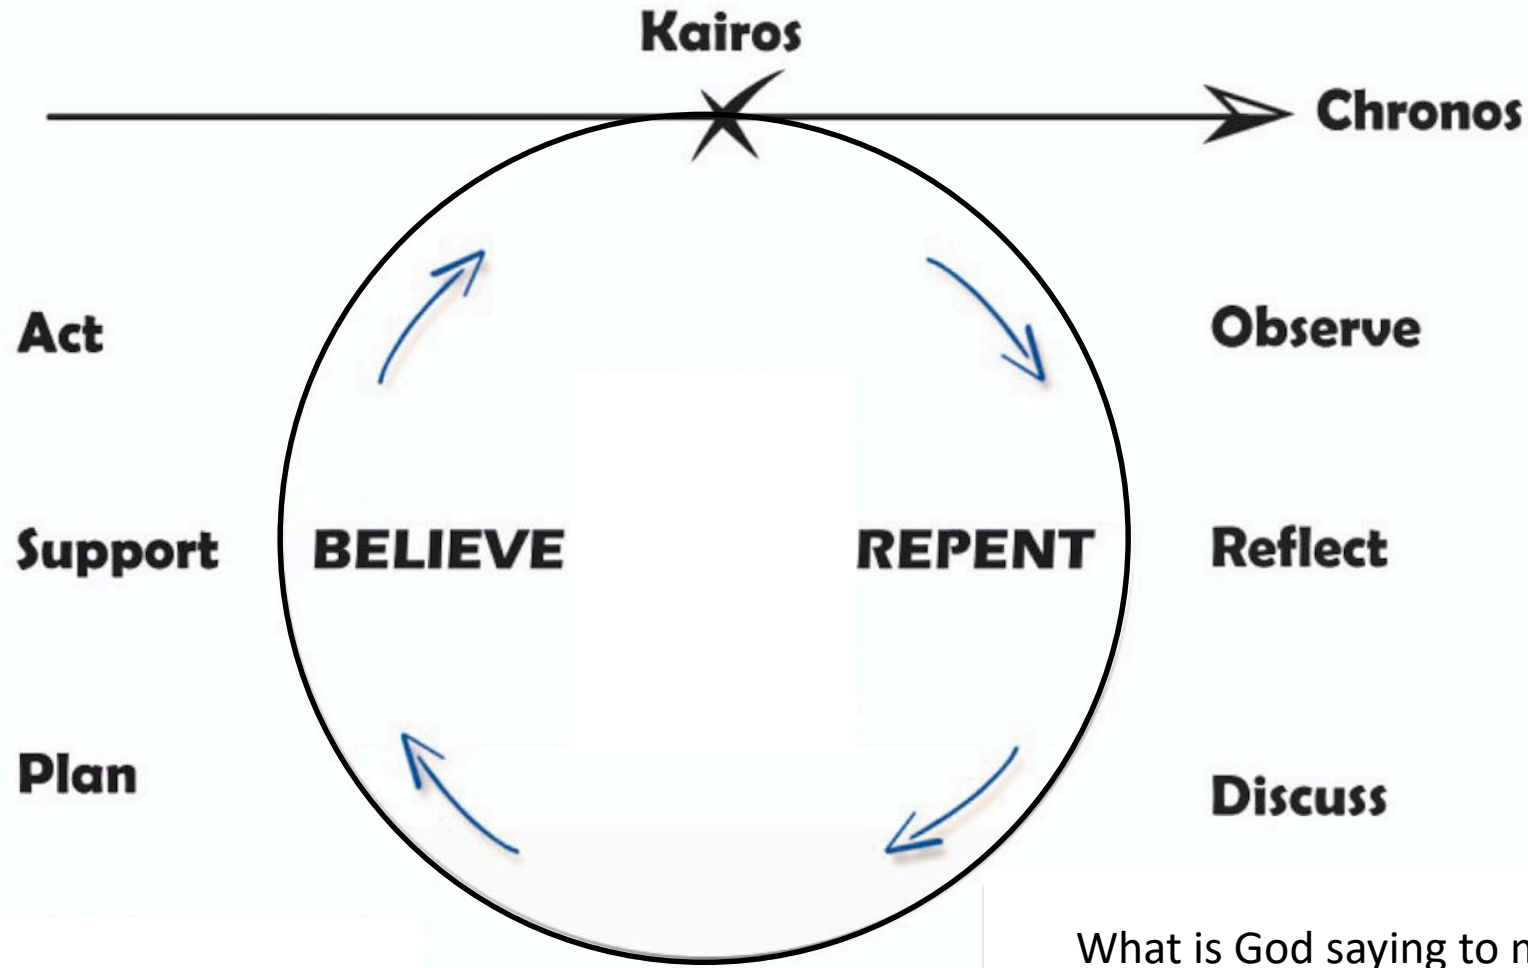 Kairos
Chronos
Act
Observe
Support
BELIEVE
REPENT
Reflect
Plan
Discuss
What is God saying to